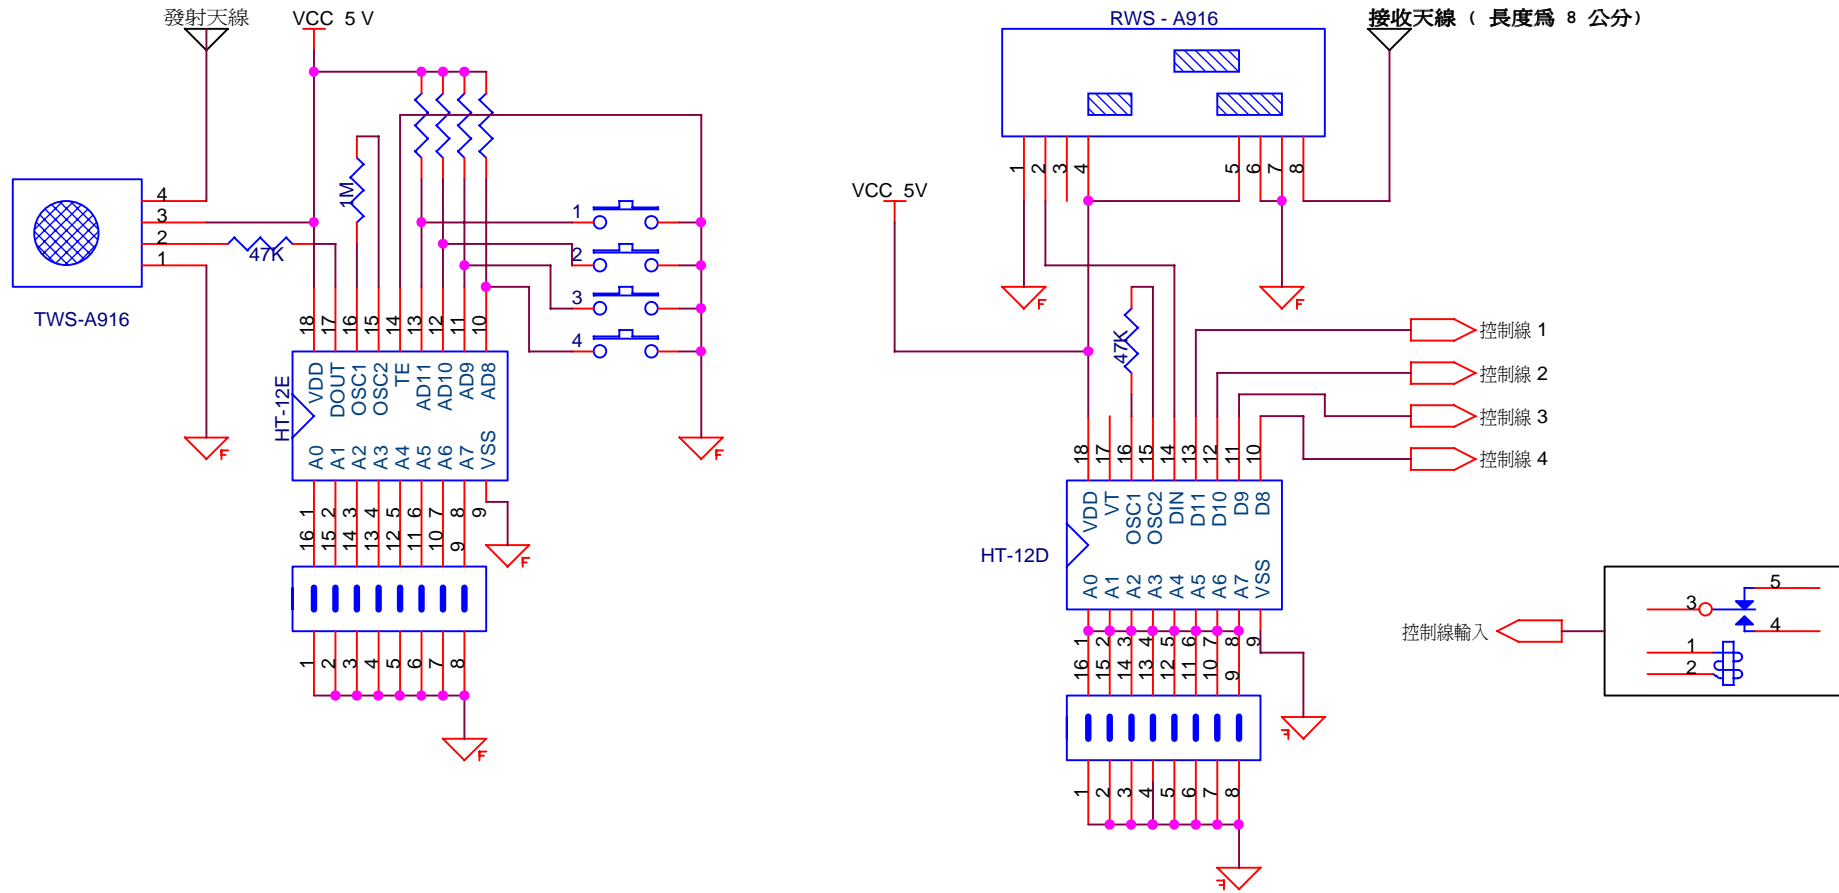 發射天線
VCC 5 V
4
3
2
1
47K
TWS-A916
1M
1
2
3
4
18 17 16 15 14 13 12 11 10
HT-12E
VDD DOUT OSC1 OSC2 TE AD11 AD10 AD9 AD8
A0 A1 A2 A3 A4 A5 A6 A7 VSS
1 2 3 4 5 6 7 8 9
16 15 14 13 12 11 10 9
1 2 3 4 5 6 7 8
F
F
F
F
RWS - A916
接收天線 ( 長度為 8 公分)
1 2 3 4 5 6 7 8
VCC 5V
F
F
47K
控制線 1
控制線 2
控制線 3
控制線 4
18 17 16 15 14 13 12 11 10
HT-12D
VDD VT OSC1 OSC2 DIN D11 D10 D9 D8
A0 A1 A2 A3 A4 A5 A6 A7 VSS
1 2 3 4 5 6 7 8 9
16 15 14 13 12 11 10 9
1 2 3 4 5 6 7 8
F
F
控制線輸入
5
3
4
1
2